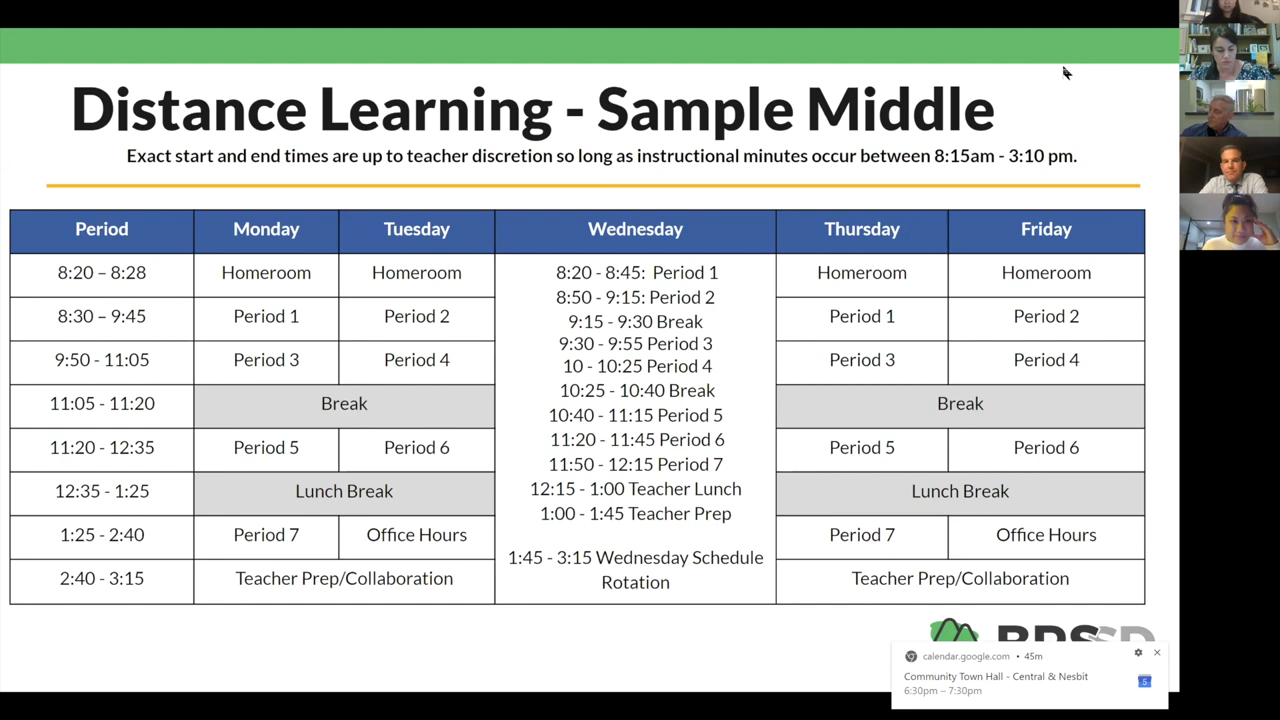 Distance Learning - Sample Middle
Exact start and end times are up to teacher discretion so long as instructional minutes occur between 8:15am - 3:10 pm.
Period Monday Tuesday Wednesday Thursday Friday
8:20 – 8:28 Homeroom Homeroom Homeroom Homeroom
8:30 – 9:45 Period 1 Period 2 Period 1 Period 2
9:50 - 11:05 Period 3 Period 4 Period 3 Period 4
11:05 - 11:20 Break Break
11:20 - 12:35 Period 5 Period 6 Period 5 Period 6
12:35 - 1:25 Lunch Break Lunch Break
1:25 - 2:40 Period 7 Office Hours Period 7 Office Hours
2:40 - 3:15 Teacher Prep/Collaboration Teacher Prep/Collaboration
8:20 - 8:45: Period 1
8:50 - 9:15: Period 2
9:15 - 9:30 Break
9:30 - 9:55 Period 3
10 - 10:25 Period 4
10:25 - 10:40 Break
10:40 - 11:15 Period 5
11:20 - 11:45 Period 6
11:50 - 12:15 Period 7
12:15 - 1:00 Teacher Lunch
1:00 - 1:45 Teacher Prep
1:45 - 3:15 Wednesday Schedule
Rotation
BRSSD
calendar.google.com • 45m
Community Town Hall - Central & Nesbit
6:30pm – 7:30pm
5